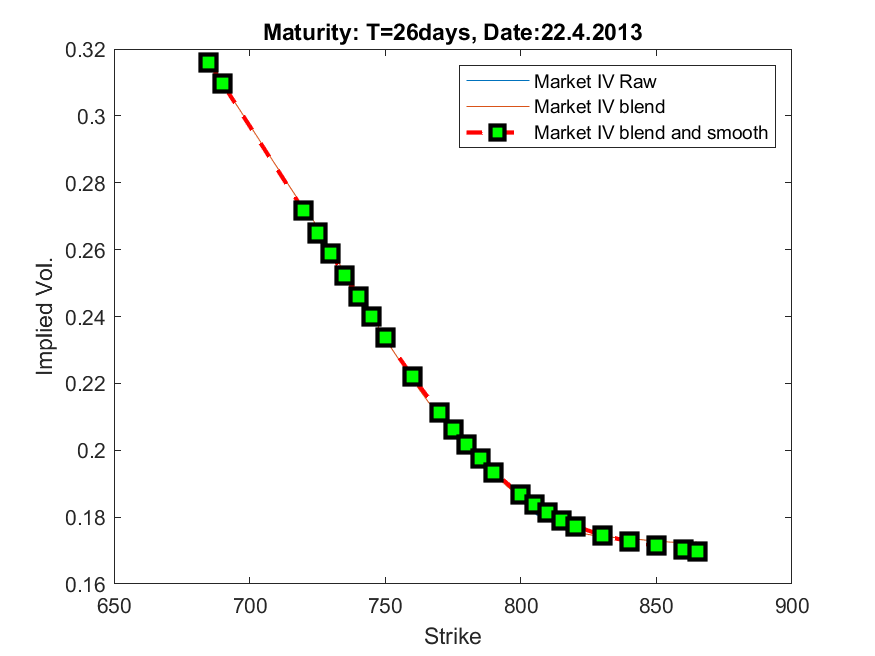 Maturity: T=26days, Date:22.4.2013
Market IV Raw
Market IV blend
Market IV blend and smooth
0.32
0.3
0.28
0.26
0.24
0.22
0.2
0.18
0.16
Implied Vol.
650 700 750 800 850 900
Strike